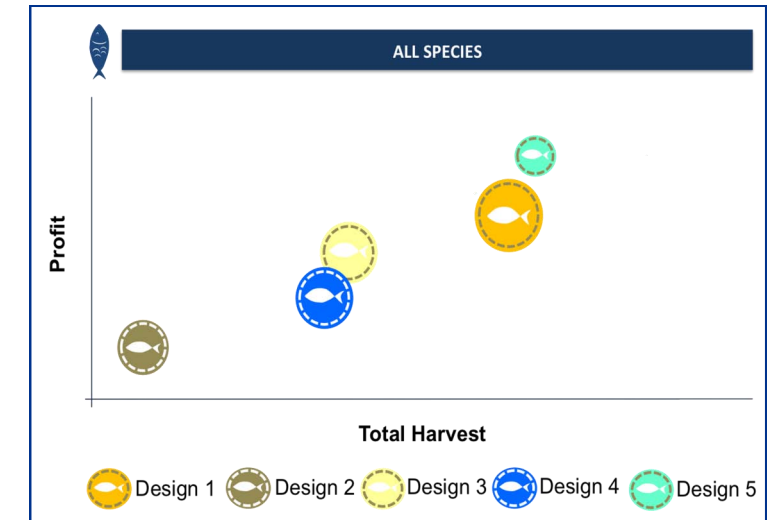 ALL SPECIES
Profit
Total Harvest
Design 1 Design 2 Design 3 Design 4 Design 5